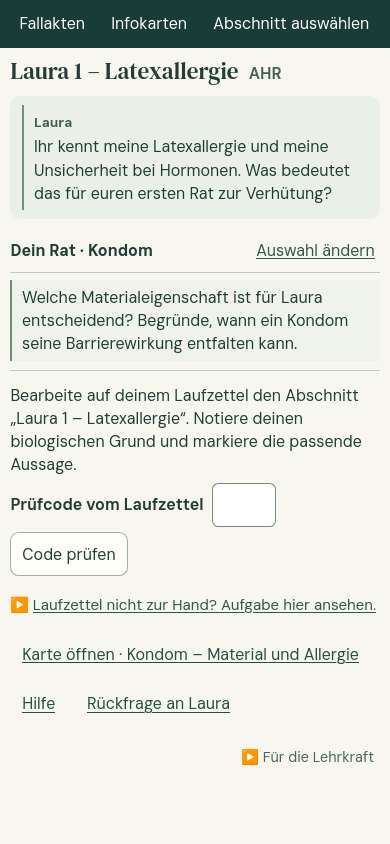 Fallakten Infokarten Abschnitt auswählen
Laura 1 – Latexallergie AHR
Laura
Ihr kennt meine Latexallergie und meine
Unsicherheit bei Hormonen. Was bedeutet
das für euren ersten Rat zur Verhütung?
Dein Rat · Kondom Auswahl ändern
Welche Materialeigenschaft ist für Laura
entscheidend? Begründe, wann ein Kondom
seine Barrierewirkung entfalten kann.
Bearbeite auf deinem Laufzettel den Abschnitt
„Laura 1 – Latexallergie“. Notiere deinen
biologischen Grund und markiere die passende
Aussage.
Prüfcode vom Laufzettel
Code prüfen
▶️ Laufzettel nicht zur Hand? Aufgabe hier ansehen.
Karte öffnen · Kondom – Material und Allergie
Hilfe Rückfrage an Laura
▶️ Für die Lehrkraft